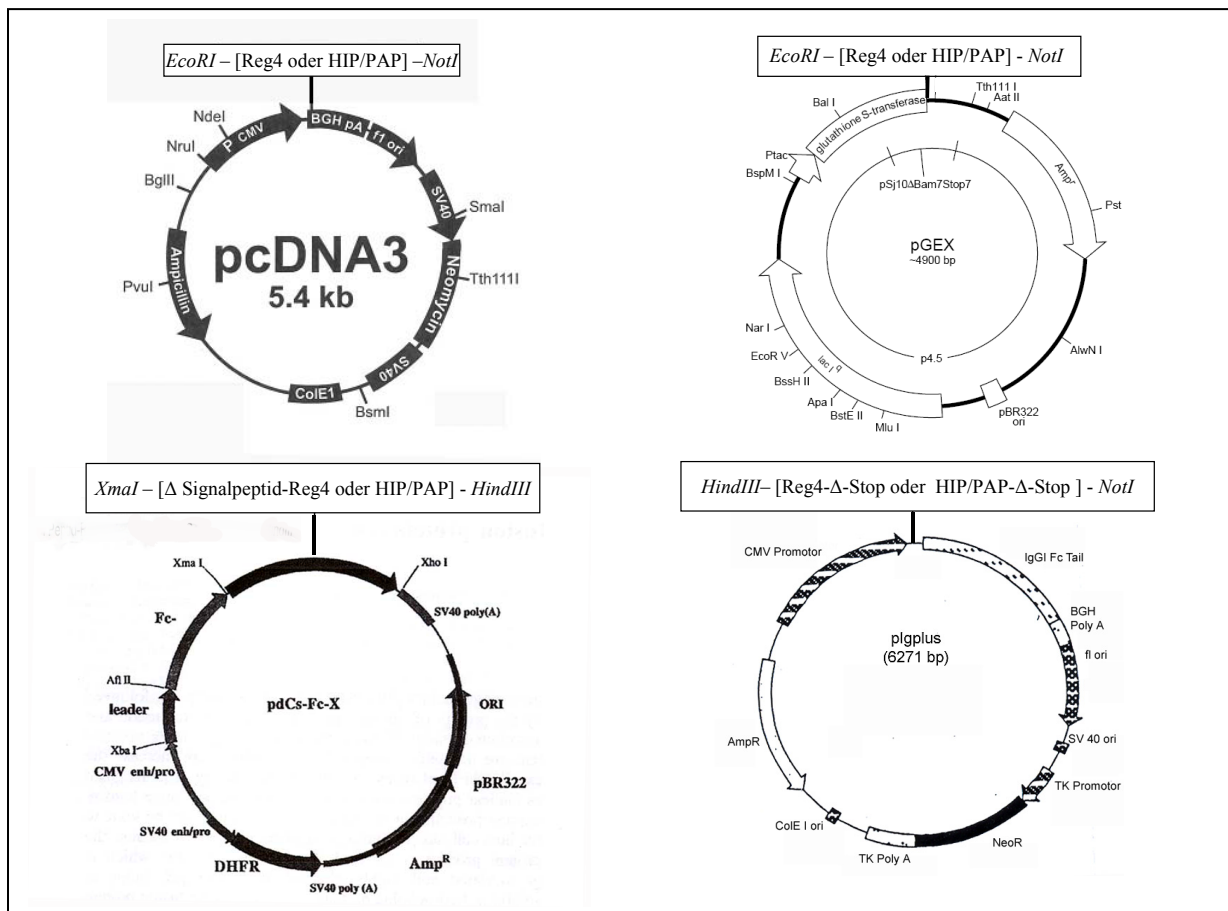 EcoRI – [Reg4 oder HIP/PAP] –NotI
NdeI
NruI
BglII
PvuI
P CMV
BGH pA
f1 ori
SV40
SmaI
Neomycin
Tth111I
SV40
BsmI
ColE1
Ampicillin
pcDNA3
5.4 kb
EcoRI – [Reg4 oder HIP/PAP] - NotI
Bal I
glutathione S-transferase
Tth111 I
Aat II
Ptac
BspM I
pSj10ΔBam7Stop7
Ampr
Pst
pGEX
~4900 bp
Nar I
EcoR V
BssH II
Apa I
BstE II
Mlu I
lac I q
p4.5
AlwN I
pBR322
ori
XmaI – [Δ Signalpeptid-Reg4 oder HIP/PAP] - HindIII
Xma I
Xho I
SV40 poly(A)
Fc-
Afl II
leader
Xba I
CMV enh/pro
SV40 enh/pro
DHFR
SV40 poly (A)
AmpR
pBR322
ORI
pdCs-Fc-X
HindIII– [Reg4-Δ-Stop oder HIP/PAP-Δ-Stop ] - NotI
CMV Promotor
IgGI Fc Tail
BGH
Poly A
fl ori
pIgplus
(6271 bp)
SV 40 ori
TK Promotor
NeoR
TK Poly A
ColE I ori
AmpR